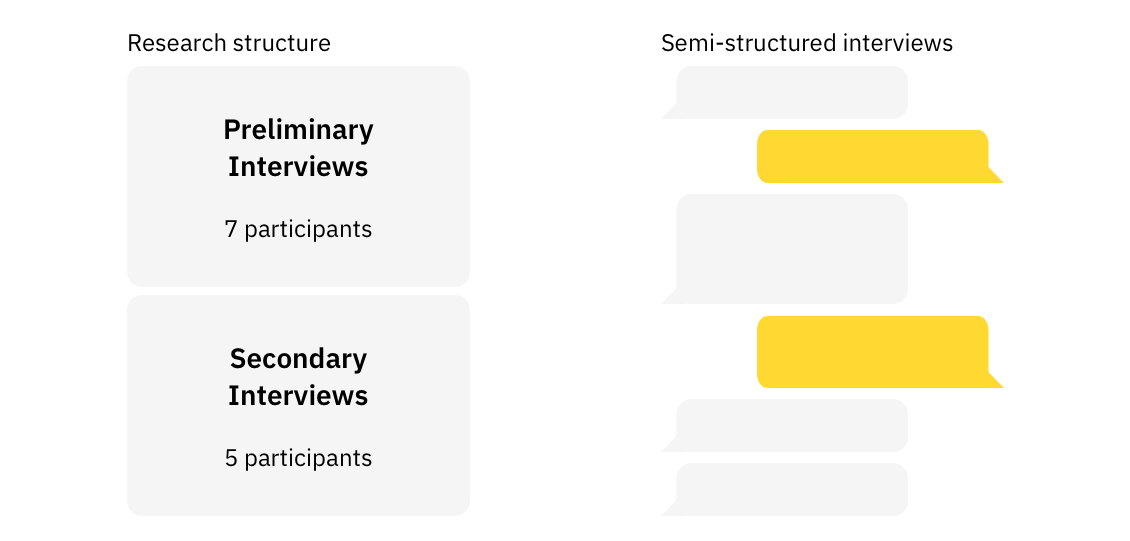 Research structure
Preliminary
Interviews
7 participants
Secondary
Interviews
5 participants
Semi-structured interviews